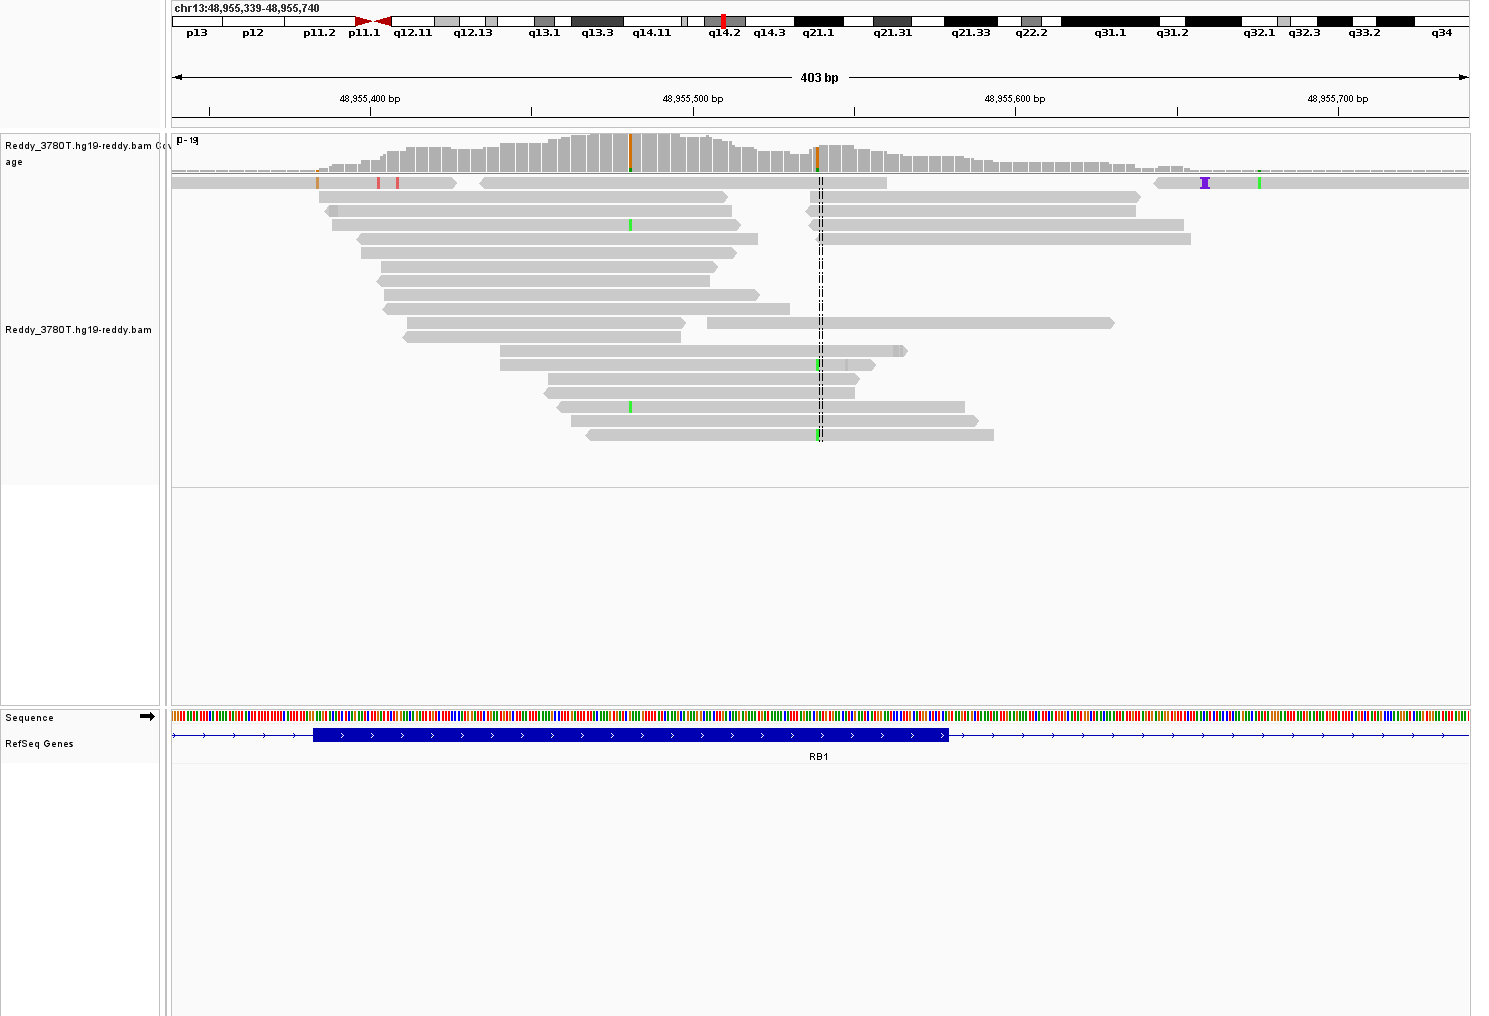 chr13:48,955,339-48,955,740
p13 p12 p11.2 p11.1 q12.11 q12.13 q13.1 q13.3 q14.11 q14.2 q14.3 q21.1 q21.31 q21.33 q22.2 q31.1 q31.2 q32.1 q32.3 q33.2 q34
403 bp
48,955,400 bp 48,955,500 bp 48,955,600 bp 48,955,700 bp
[0 - 19]
Reddy_3780T.hg19-reddy.bam Cov
age
Reddy_3780T.hg19-reddy.bam
Sequence
RefSeq Genes
RB1